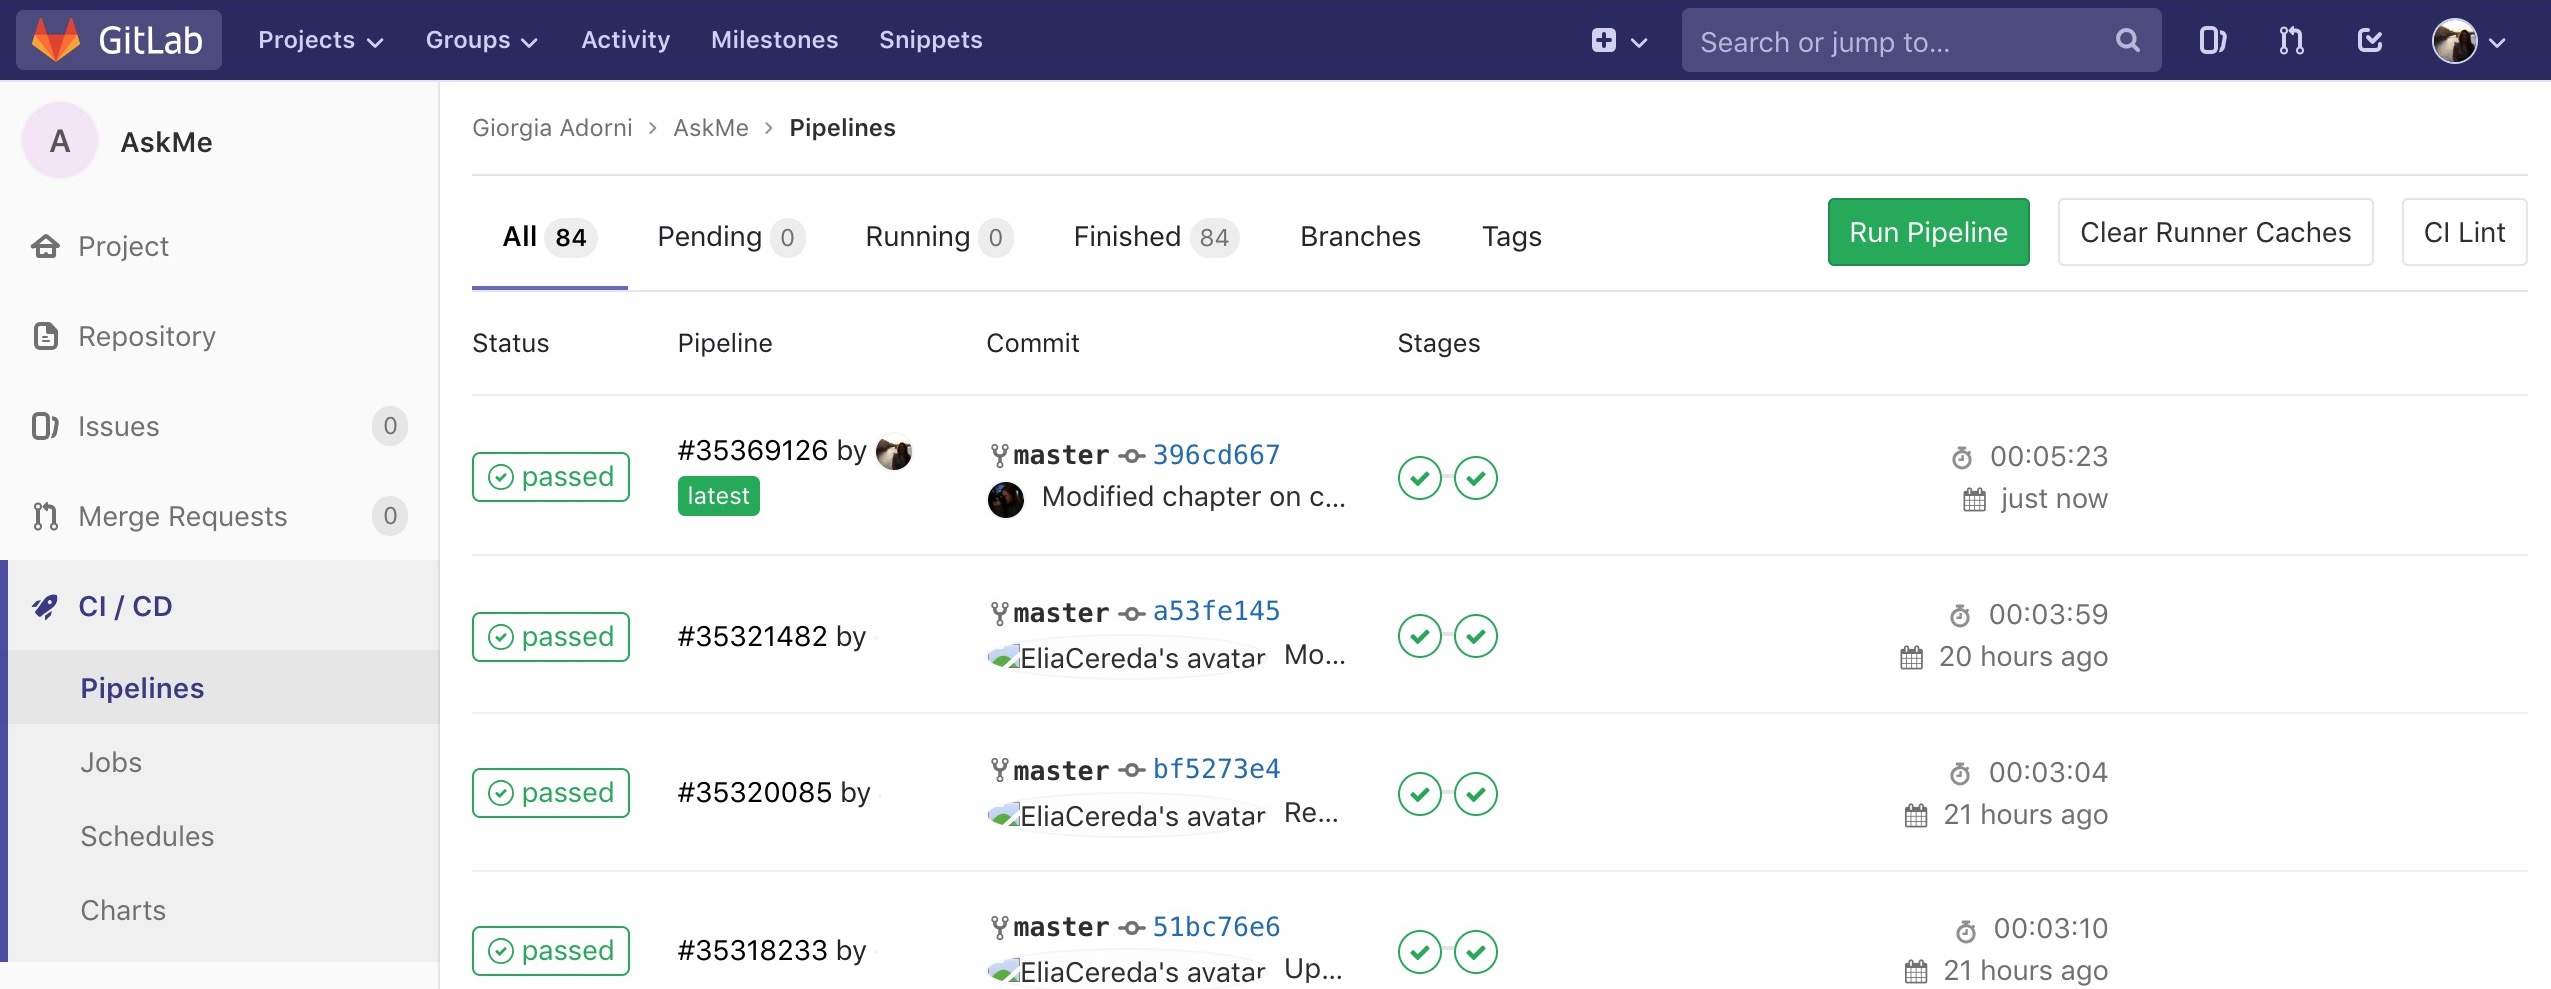 GitLab Projects Groups Activity Milestones Snippets Search or jump to...
A AskMe
Project
Repository
Issues 0
Merge Requests 0
CI / CD
Pipelines
Jobs
Schedules
Charts
Giorgia Adorni › AskMe › Pipelines
All 84 Pending 0 Running 0 Finished 84 Branches Tags Run Pipeline Clear Runner Caches CI Lint
Status Pipeline Commit Stages
passed #35369126 by master 396cd667 00:05:23
latest Modified chapter on c... just now
passed #35321482 by master a53fe145 00:03:59
EliaCereda's avatar Mo... 20 hours ago
passed #35320085 by master bf5273e4 00:03:04
EliaCereda's avatar Re... 21 hours ago
passed #35318233 by master 51bc76e6 00:03:10
EliaCereda's avatar Up... 21 hours ago